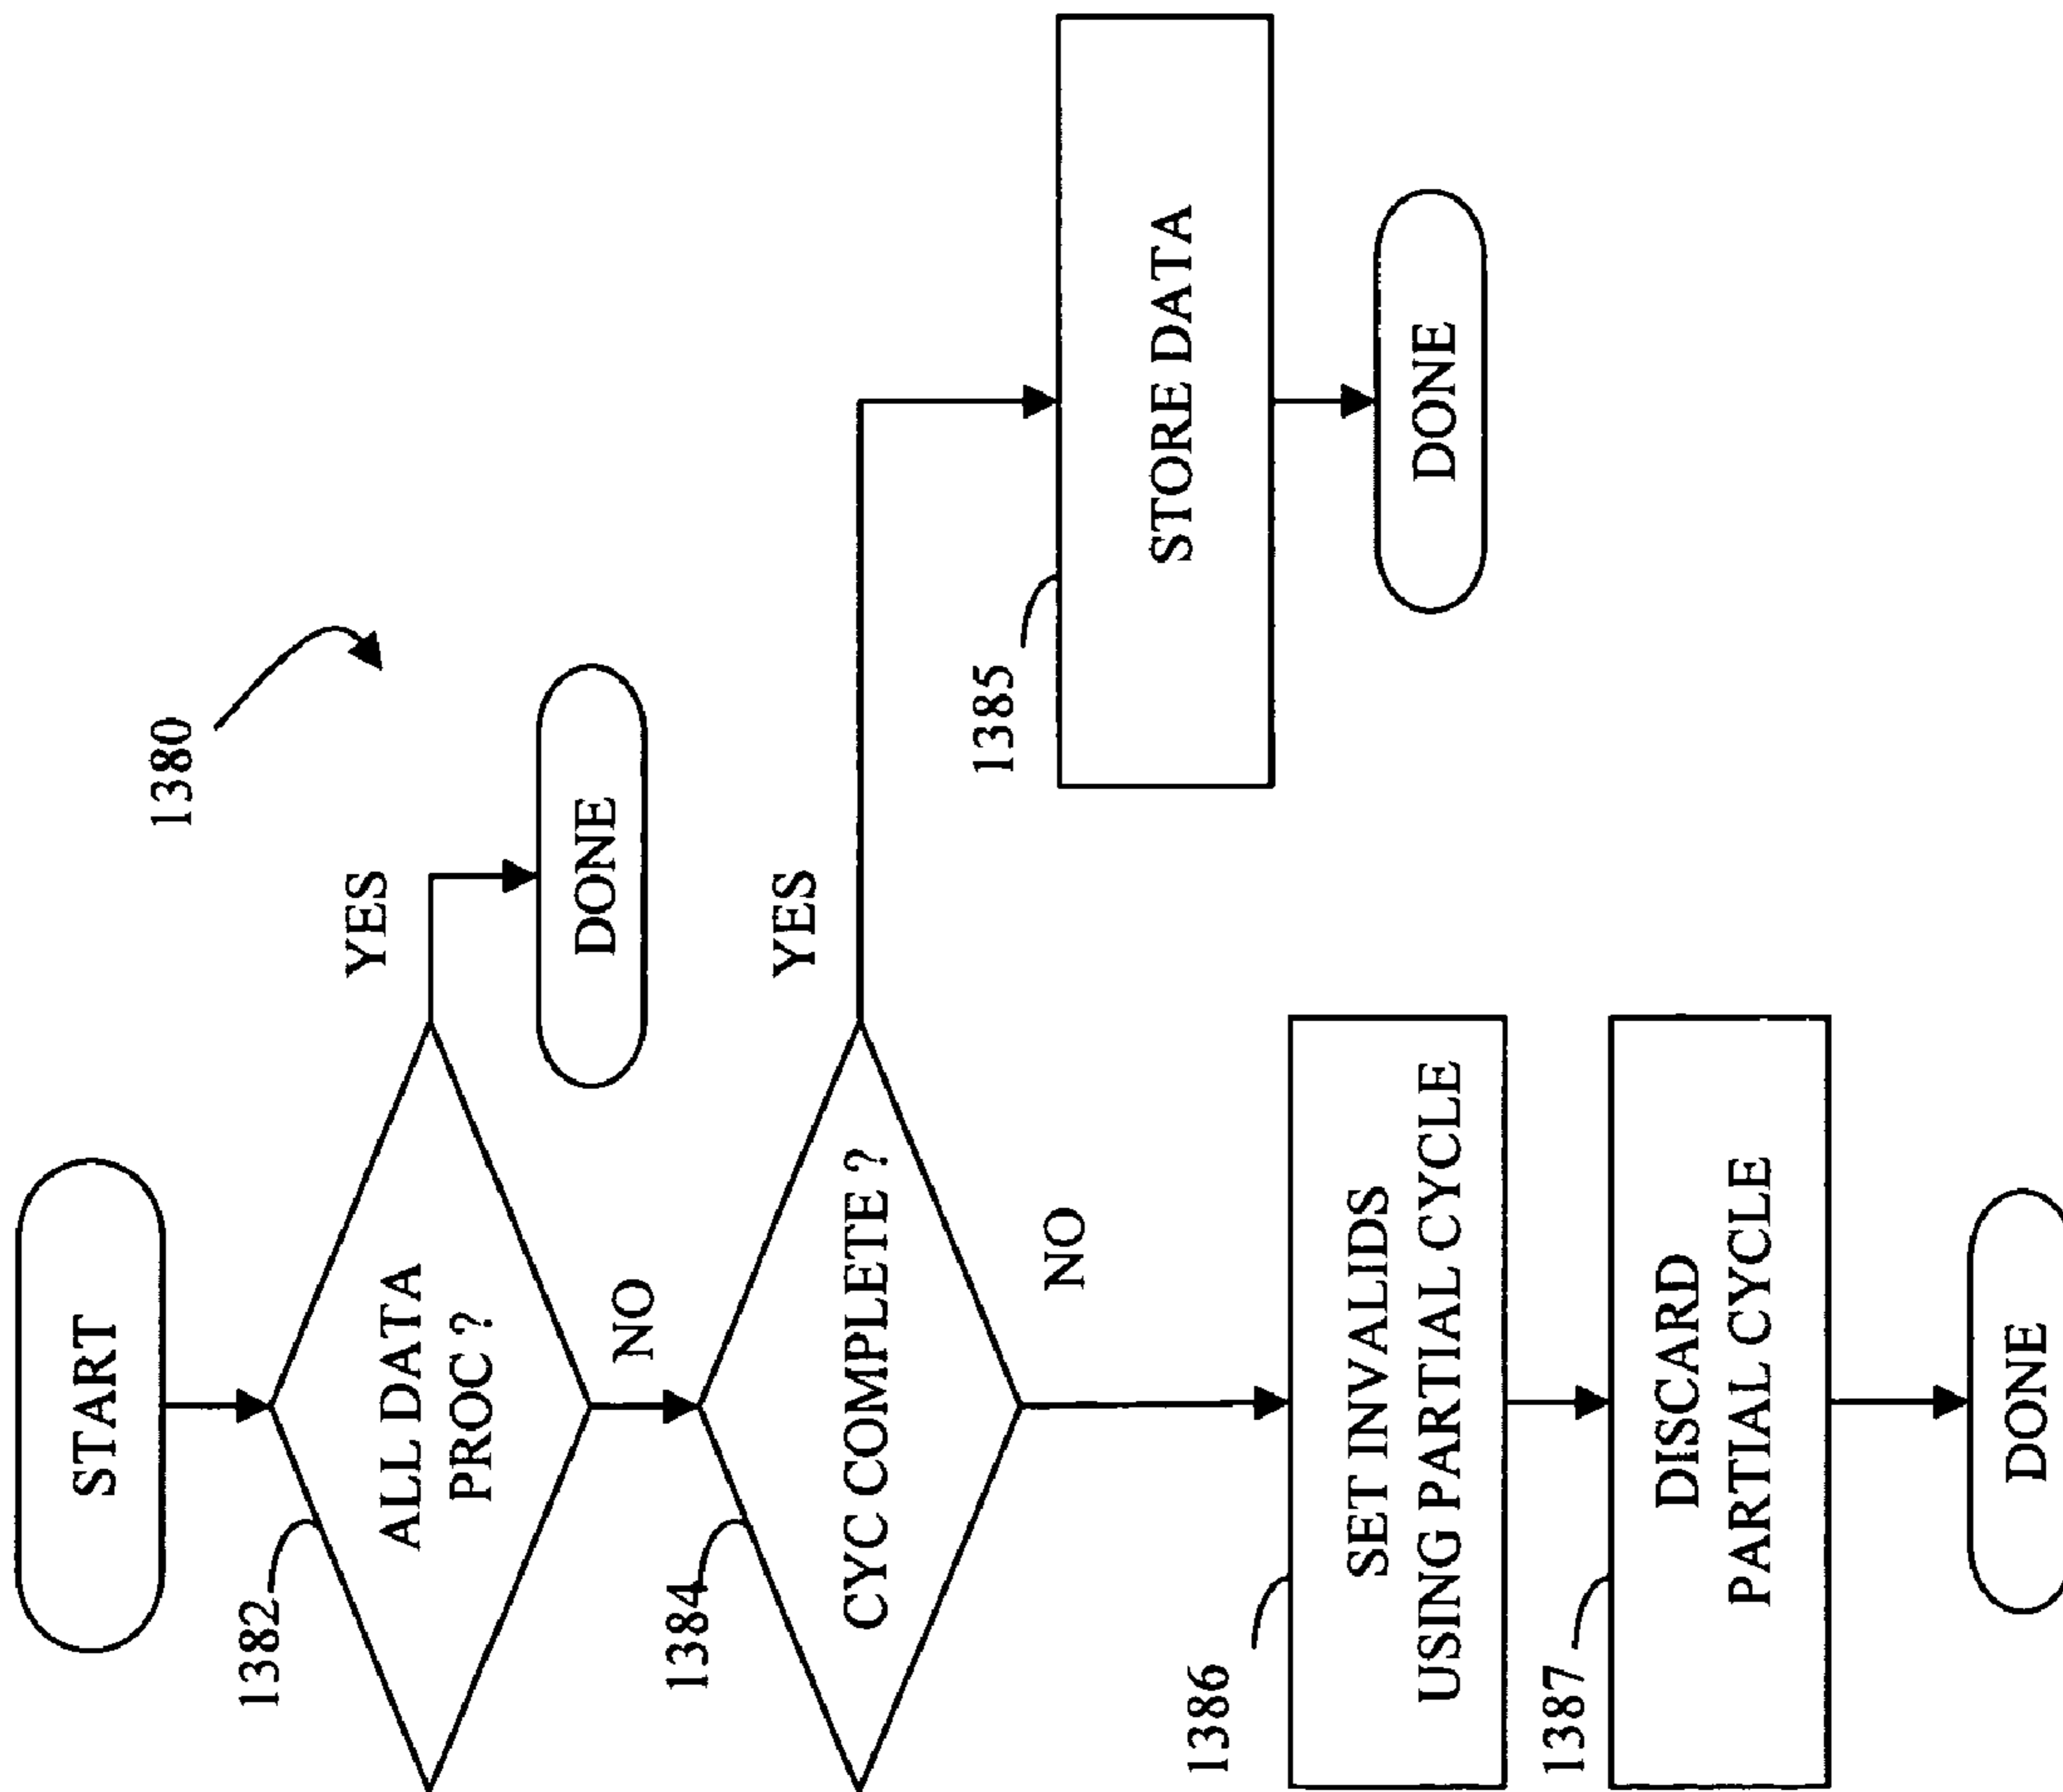 1380
START
1382
ALL DATA
PROC ?
YES
DONE
NO
1384
CYC COMPLETE ?
YES
NO
1385
STORE DATA
DONE
1386
SET INVALIDS
USING PARTIAL CYCLE
1387
DISCARD
PARTIAL CYCLE
DONE